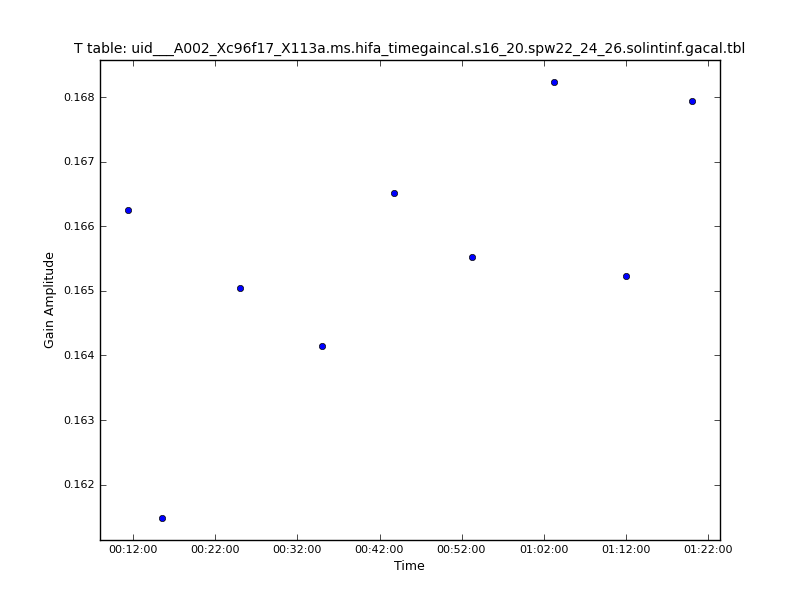 T table: uid___A002_Xc96f17_X113a.ms.hifa_timegaincal.s16_20.spw22_24_26.solintinf.gacal.tbl
0.168
0.167
0.166
0.165
0.164
0.163
0.162
Gain Amplitude
00:12:00 00:22:00 00:32:00 00:42:00 00:52:00 01:02:00 01:12:00 01:22:00
Time